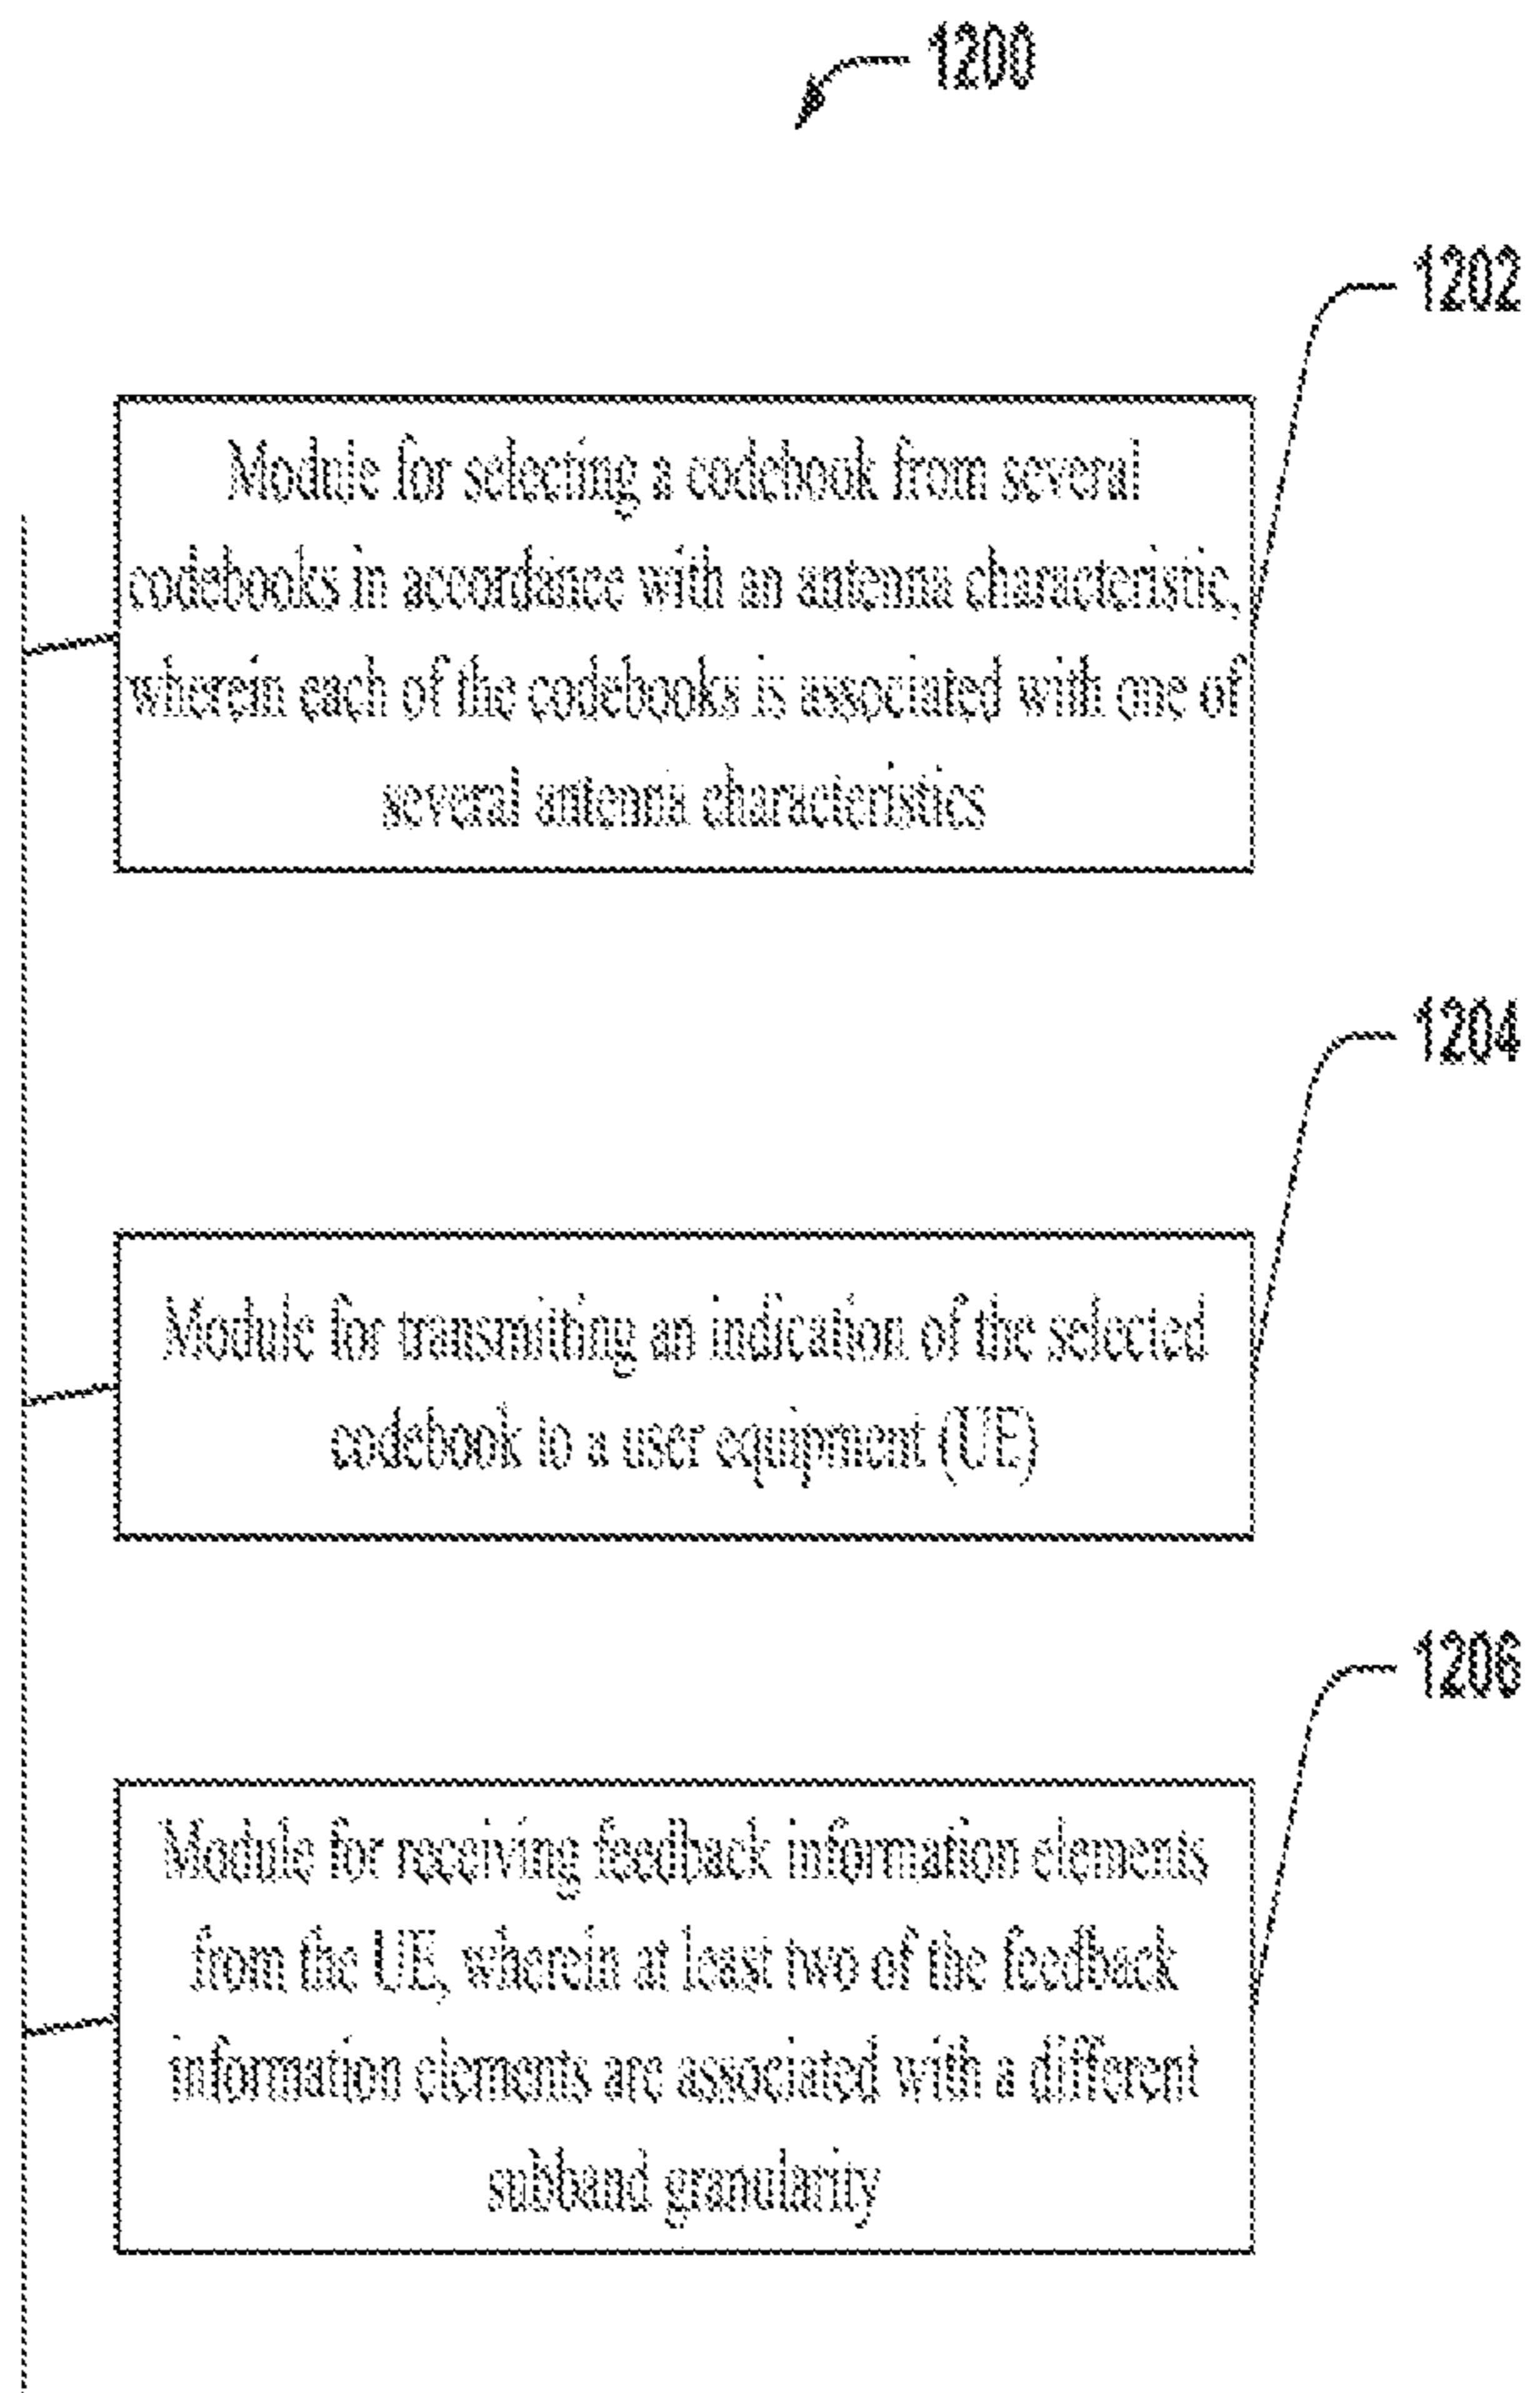 1200
1202
Module for selecting a codebook from several
codebooks in accordance with an antenna characteristic,
wherein each of the codebooks is associated with one of
several antenna characteristics
1204
Module for transmitting an indication of the selected
codebook to a user equipment (UE)
1206
Module for receiving feedback information elements
from the UE, wherein at least two of the feedback
information elements are associated with a different
subband granularity